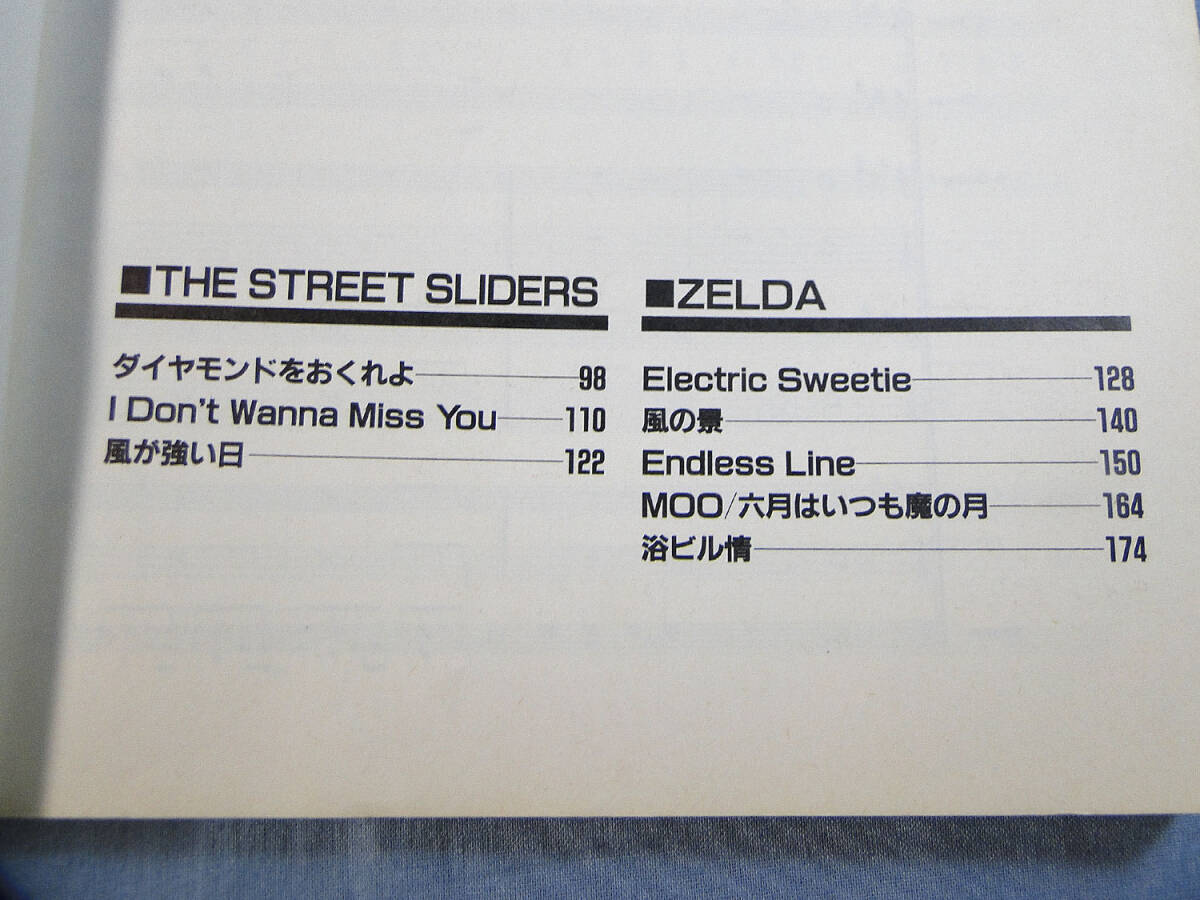 ■THE STREET SLIDERS
ダイヤモンドをおくれよ 98
I Don't Wanna Miss You 110
風が強い日 122
■ZELDA
Electric Sweetie 128
風の景 140
Endless Line 150
MOO/六月はいつも魔の月 164
浴ビル情 174